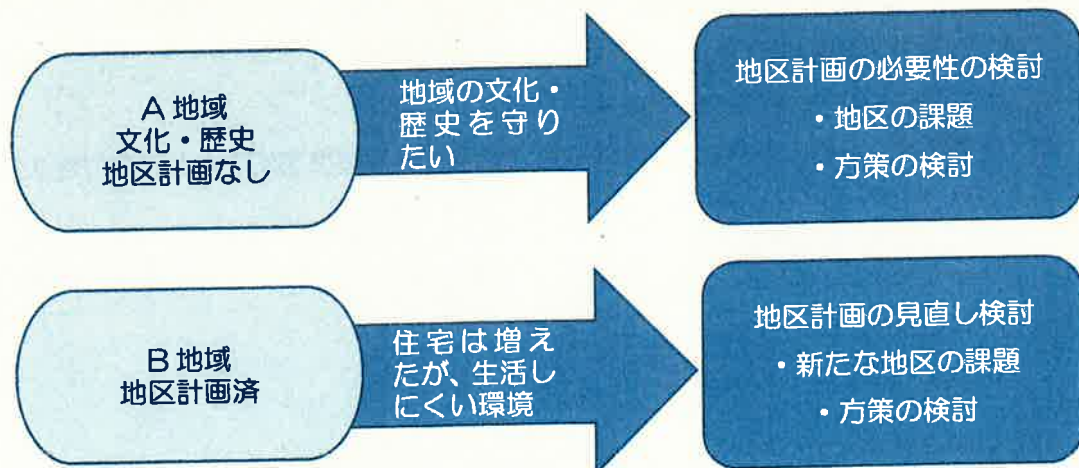 A地域
文化・歴史
地区計画なし
地域の文化・
歴史を守り
たい
地区計画の必要性の検討
・地区の課題
・方策の検討
B地域
地区計画済
住宅は増え
たが、生活し
にくい環境
地区計画の見直し検討
・新たな地区の課題
・方策の検討